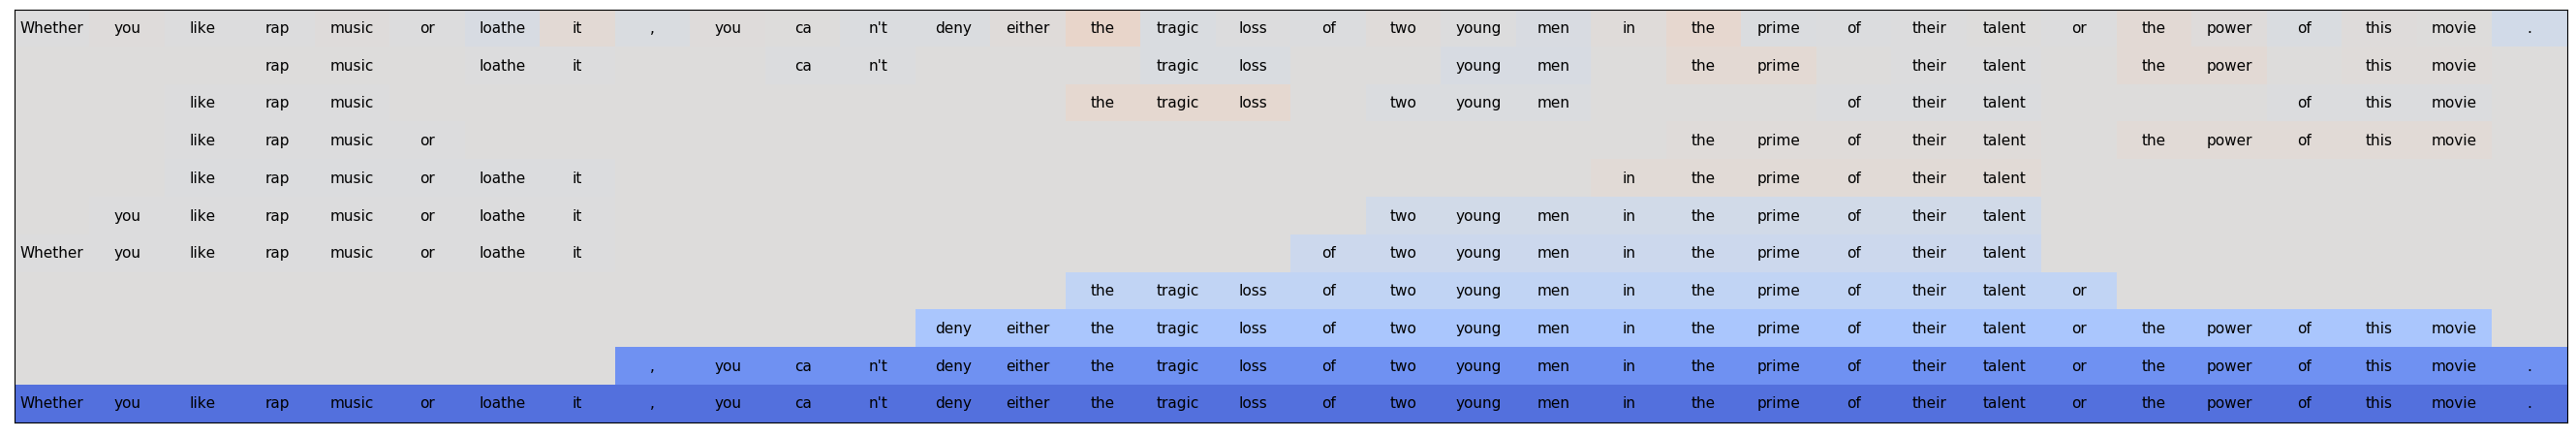 Whether you like rap music or loathe it , you ca n't deny either the tragic loss of two young men in the prime of their talent or the power of this movie .
rap music loathe it ca n't tragic loss young men the prime their talent the power this movie
like rap music the tragic loss two young men of their talent of this movie
like rap music or the prime of their talent the power of this movie
like rap music or loathe it in the prime of their talent
you like rap music or loathe it two young men in the prime of their talent
Whether you like rap music or loathe it of two young men in the prime of their talent
the tragic loss of two young men in the prime of their talent or
deny either the tragic loss of two young men in the prime of their talent or the power of this movie
, you ca n't deny either the tragic loss of two young men in the prime of their talent or the power of this movie .
Whether you like rap music or loathe it , you ca n't deny either the tragic loss of two young men in the prime of their talent or the power of this movie .